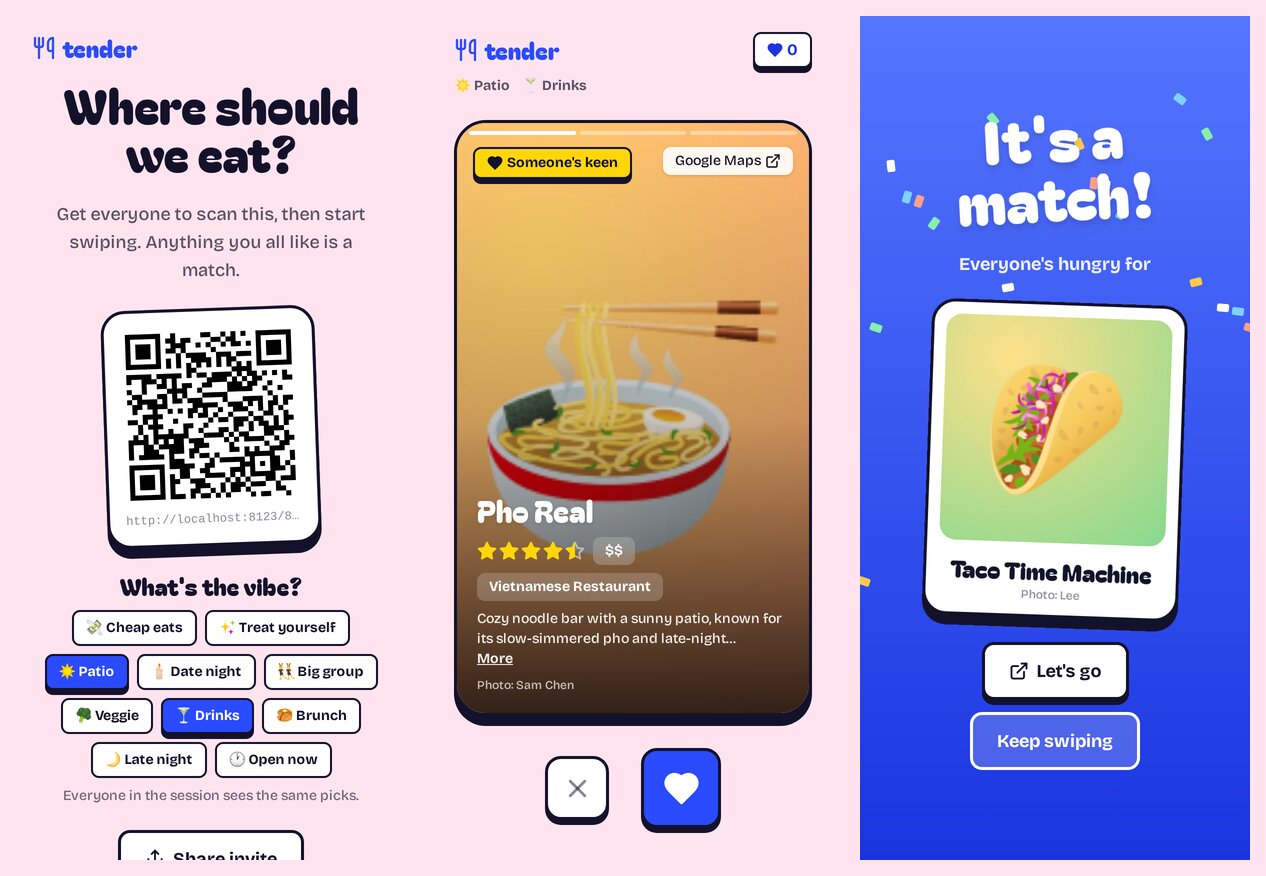 tender
Where should
we eat?
Get everyone to scan this, then start
swiping. Anything you all like is a
match.
http://localhost:8123/8…
What's the vibe?
💸 Cheap eats
✨ Treat yourself
☀️ Patio
🕯️ Date night
👯 Big group
🥦 Veggie
🍸 Drinks
🥞 Brunch
🌙 Late night
🕐 Open now
Everyone in the session sees the same picks.
Share invite
tender
0
☀️ Patio
🍸 Drinks
Someone's keen
Google Maps
Pho Real
$$
Vietnamese Restaurant
Cozy noodle bar with a sunny patio, known for
its slow-simmered pho and late-night…
More
Photo: Sam Chen
It's a
match!
Everyone's hungry for
Taco Time Machine
Photo: Lee
Let's go
Keep swiping